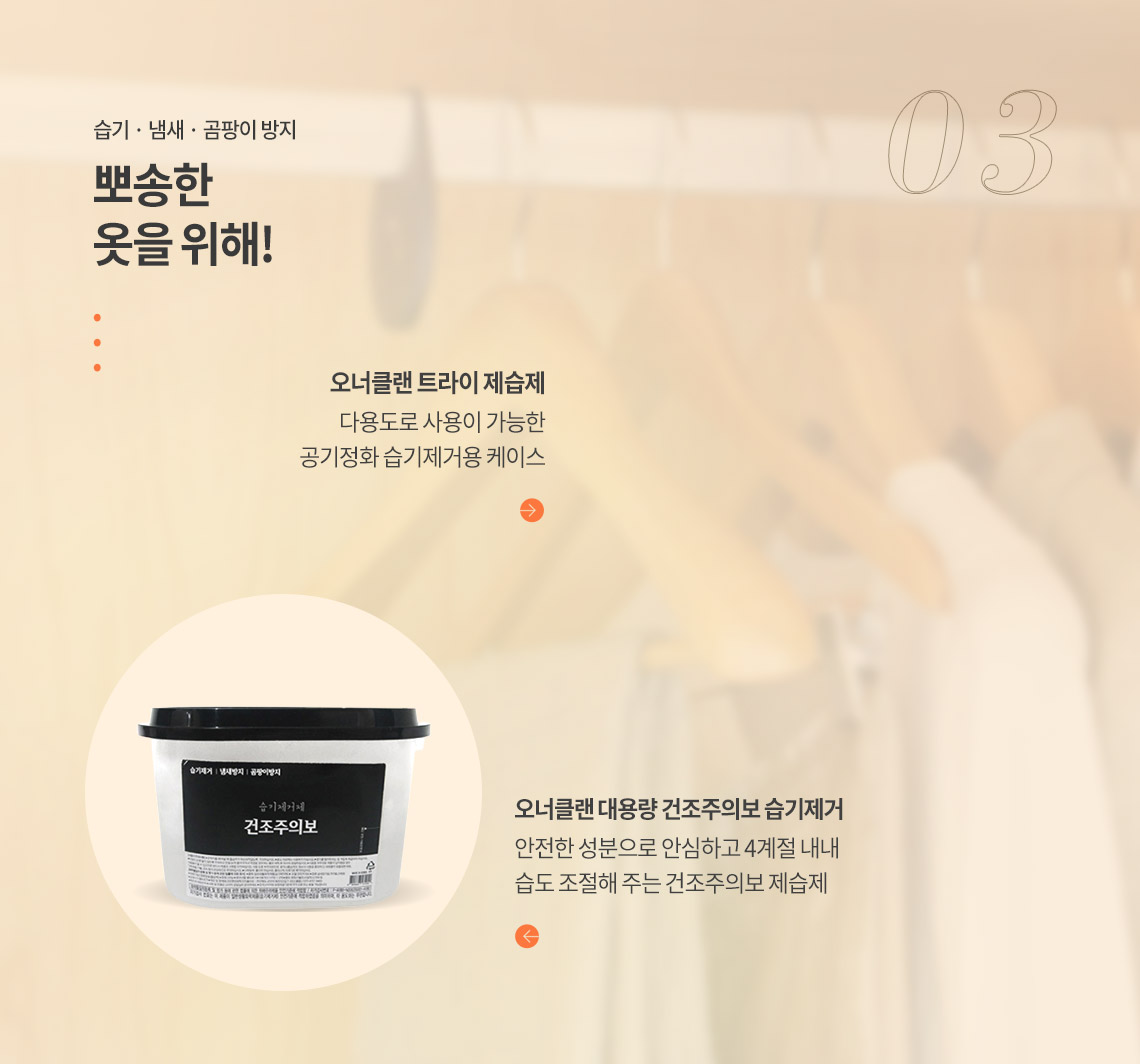 03
습기 · 냄새 · 곰팡이 방지
뽀송한
옷을 위해!
오너클랜 트라이 제습제
다용도로 사용이 가능한
공기정화 습기제거용 케이스
습기제거 | 냄새방지 | 곰팡이방지
습기제거제
건조주의보
오너클랜 대용량 건조주의보 습기제거
안전한 성분으로 안심하고 4계절 내내
습도 조절해 주는 건조주의보 제습제